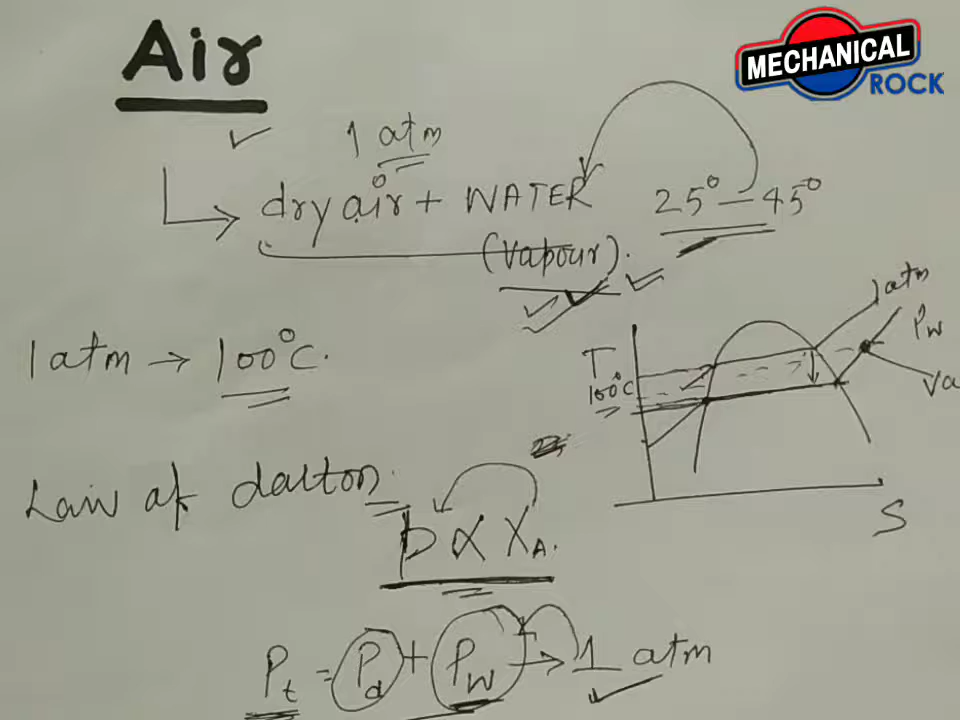 Air
MECHANICAL
ROCK
1 atm
dry air + WATER 25° – 45°
(Vapour).
1 atm
Pw
1 atm → 100°C.
T
100°C
va
Law of dalton.
S
P ∝ XA.
Pt = Pd + Pw → 1 atm